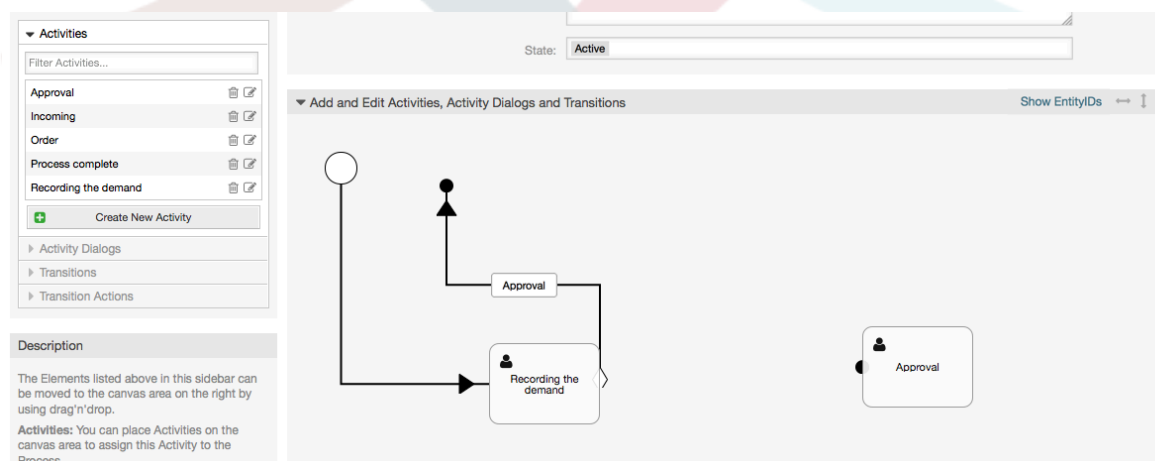 Activities
Filter Activities...
Approval
Incoming
Order
Process complete
Recording the demand
Create New Activity
Activity Dialogs
Transitions
Transition Actions
Description
The Elements listed above in this sidebar can
be moved to the canvas area on the right by
using drag'n'drop.
Activities: You can place Activities on the
canvas area to assign this Activity to the
Process.
State: Active
Add and Edit Activities, Activity Dialogs and Transitions
Show EntityIDs
Approval
Recording the
demand
Approval